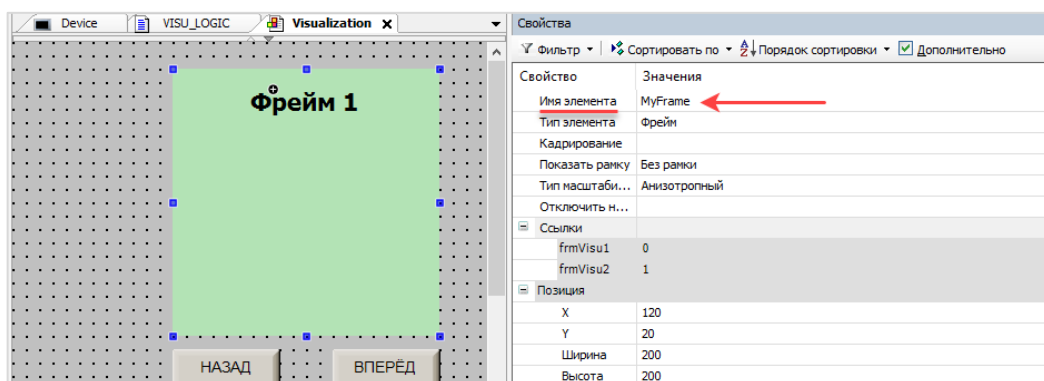 Device VISU_LOGIC Visualization X
Фрейм 1
НАЗАД ВПЕРЁД
Свойства
Фильтр Сортировать по Порядок сортировки Дополнительно
Свойство Значения
Имя элемента MyFrame
Тип элемента Фрейм
Кадрирование
Показать рамку Без рамки
Тип масштаби... Анизотропный
Отключить н...
Ссылки
frmVisu1 0
frmVisu2 1
Позиция
X 120
Y 20
Ширина 200
Высота 200